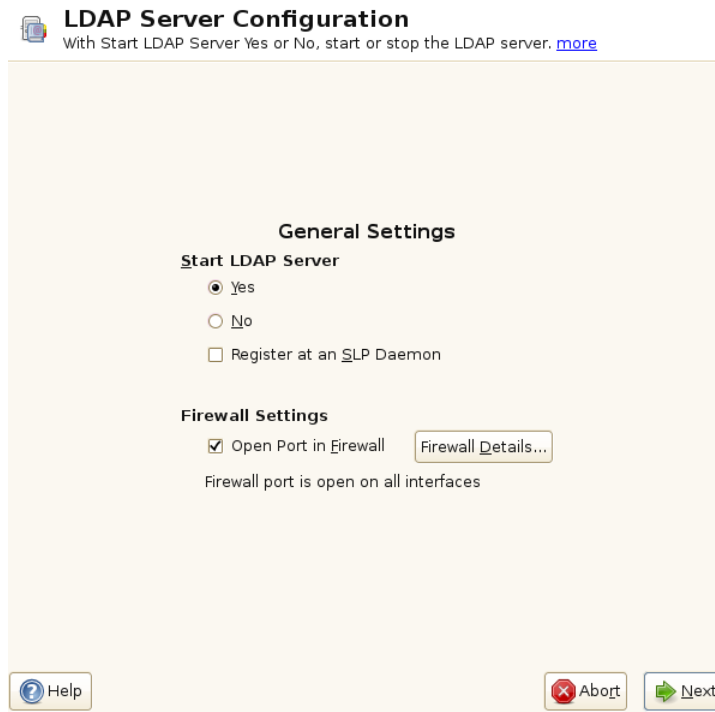 LDAP Server Configuration
With Start LDAP Server Yes or No, start or stop the LDAP server. more
General Settings
Start LDAP Server
Yes
No
Register at an SLP Daemon
Firewall Settings
Open Port in Firewall Firewall Details...
Firewall port is open on all interfaces
Help Abort Next